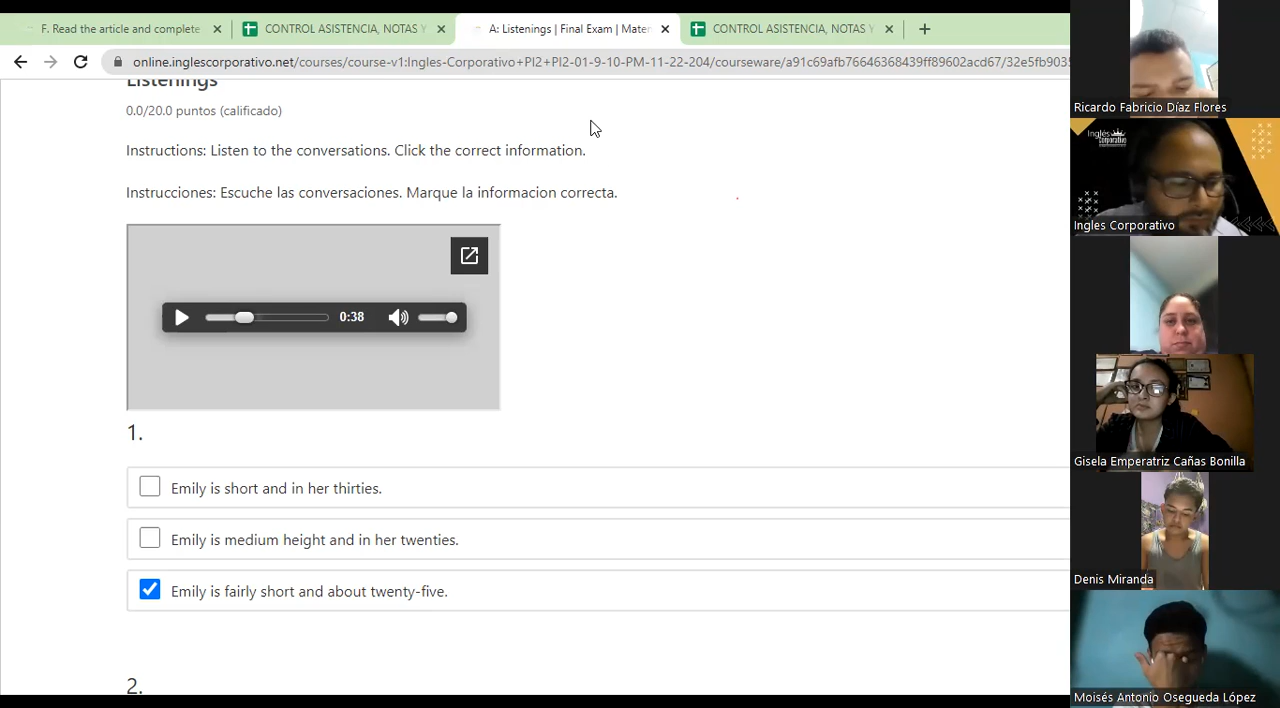 F. Read the article and complete
CONTROL ASISTENCIA, NOTAS Y
A: Listenings | Final Exam | Mater
CONTROL ASISTENCIA, NOTAS Y
online.inglescorporativo.net/courses/course-v1:Ingles-Corporativo+PI2+PI2-01-9-10-PM-11-22-204/courseware/a91c69afb76646368439ff89602acd67/32e5fb9035
Listenings
0.0/20.0 puntos (calificado)
Instructions: Listen to the conversations. Click the correct information.
Instrucciones: Escuche las conversaciones. Marque la informacion correcta.
0:38
1.
Emily is short and in her thirties.
Emily is medium height and in her twenties.
Emily is fairly short and about twenty-five.
2.
Ricardo Fabricio Díaz Flores
Inglés
Corporativo
Ingles Corporativo
Gisela Emperatriz Cañas Bonilla
Denis Miranda
Moisés Antonio Osegueda López